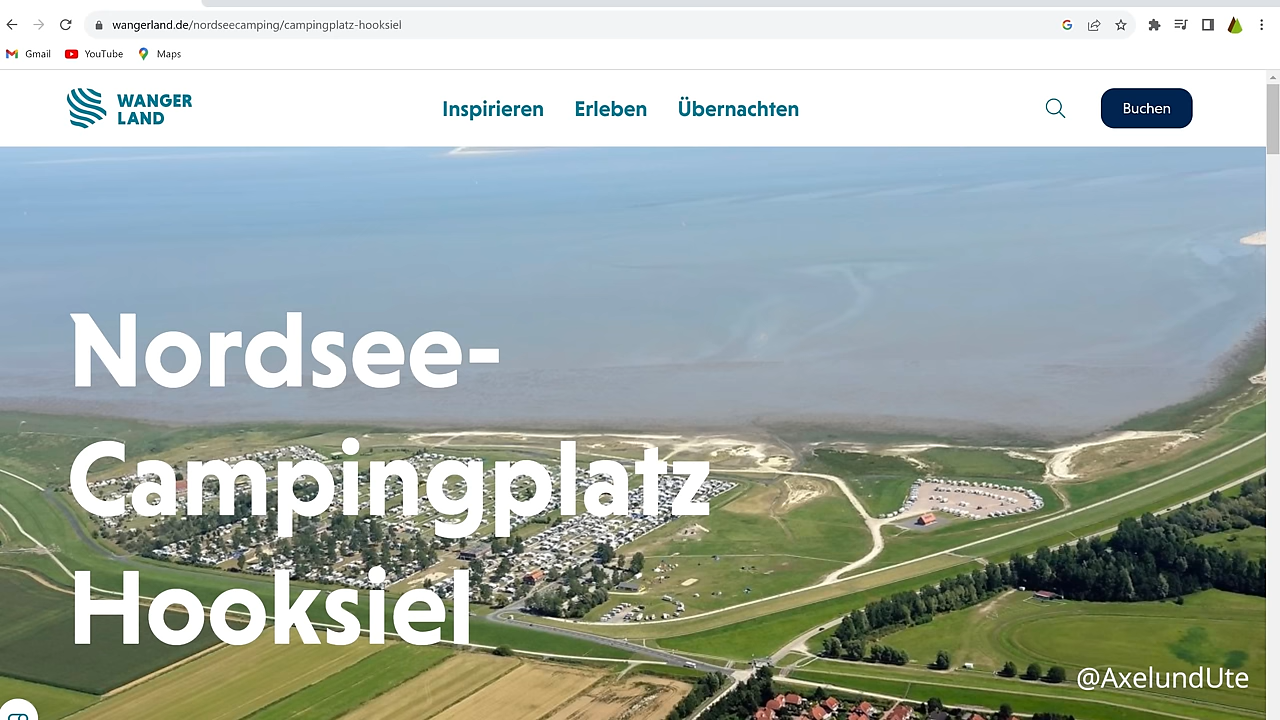 wangerland.de/nordseecamping/campingplatz-hooksiel
Gmail YouTube Maps
WANGER
LAND
Inspirieren Erleben Übernachten
Buchen
Nordsee-
Campingplatz
Hooksiel
@AxelundUte